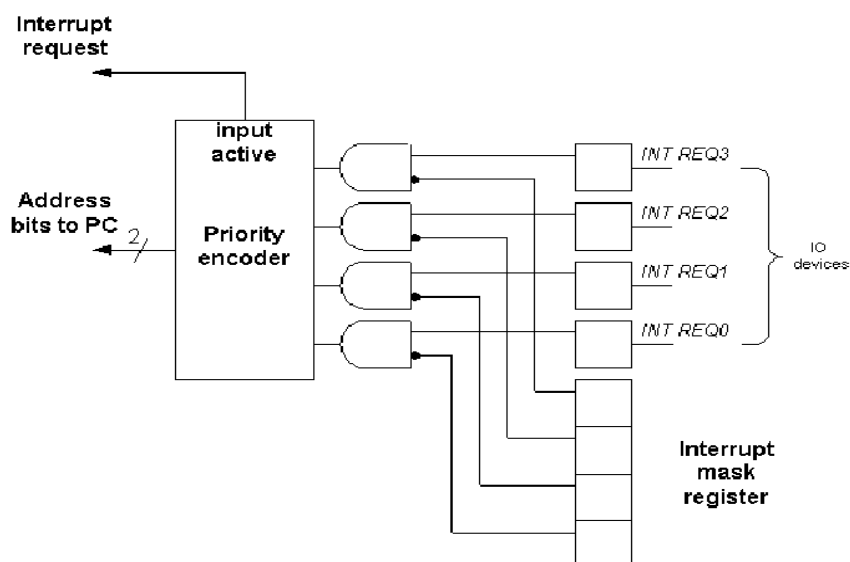 Interrupt
request
input
active
INT REQ3
Address
bits to PC
2
Priority
encoder
INT REQ2
INT REQ1
INT REQ0
IO
devices
Interrupt
mask
register